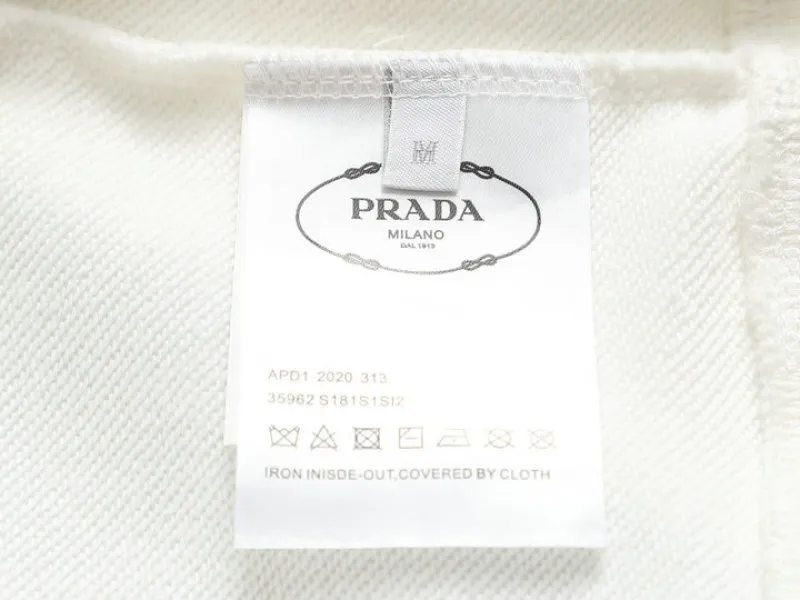 M
PRADA
MILANO
DAL 1913
APD1 2020 313
35962 S181S1SI2
IRON INISDE-OUT,COVERED BY CLOTH